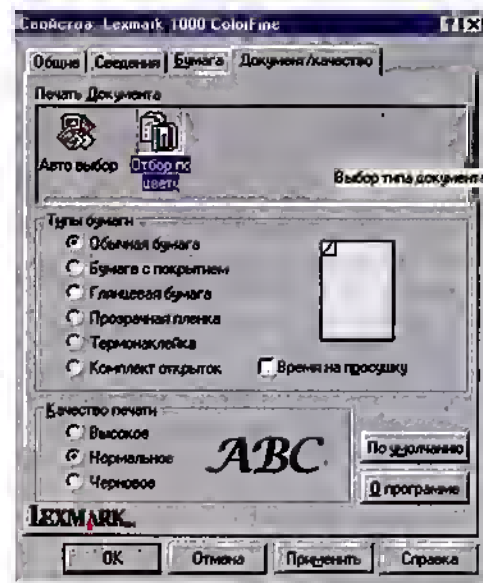 Свойства: Lexmark 1000 ColorFine
Общие Сведения Бумага Документ/качество
Печать Документа
Авто выбор
Отбор по
цвету
Выбор типа документа
Типы бумаги
Обычная бумага
Бумага с покрытием
Глянцевая бумага
Прозрачная пленка
Термонаклейка
Комплект открыток
Время на просушку
Качество печати
Высокое
Нормальное
Черновое
ABC
По умолчанию
О программе
LEXMARK
OK Отмена Применить Справка